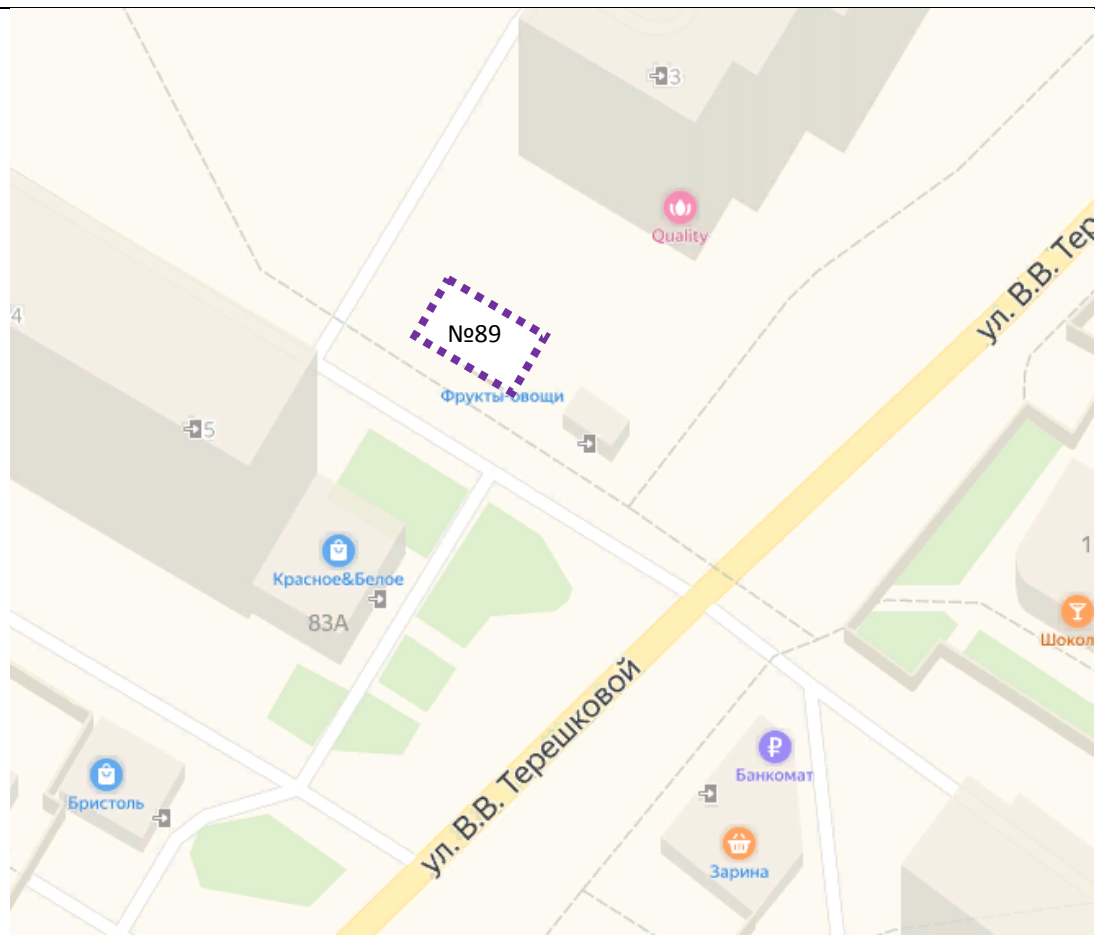 3
Quality
ул. В.В. Тер
4
№89
Фрукты-овощи
5
Красное&Белое
83А
1
Шокол
ул. В.В. Терешковой
Банкомат
Бристоль
Зарина